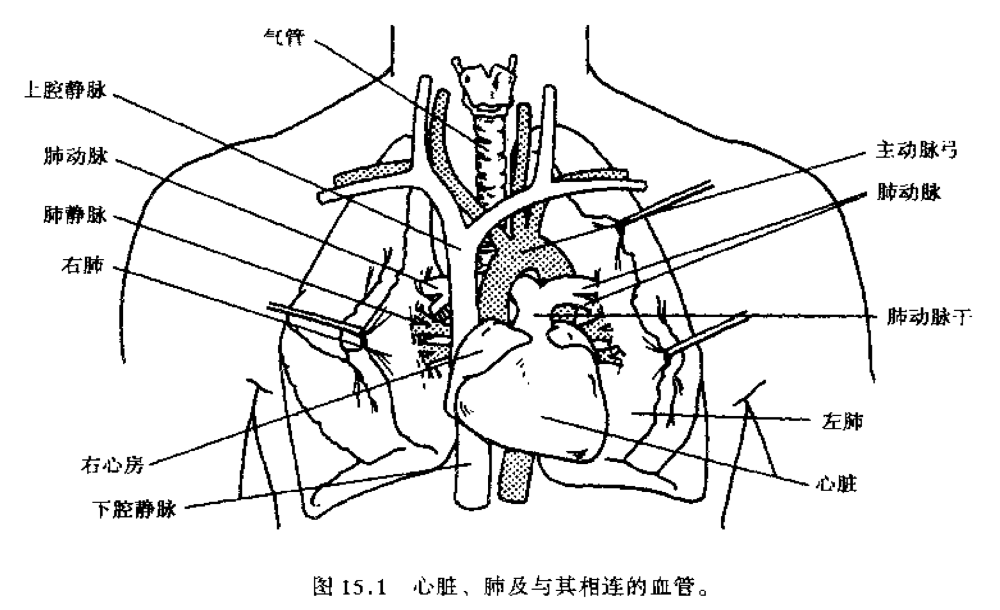 气管
上腔静脉
肺动脉
肺静脉
右肺
右心房
下腔静脉
主动脉弓
肺动脉
肺动脉干
左肺
心脏
图 15.1 心脏、肺及与其相连的血管。